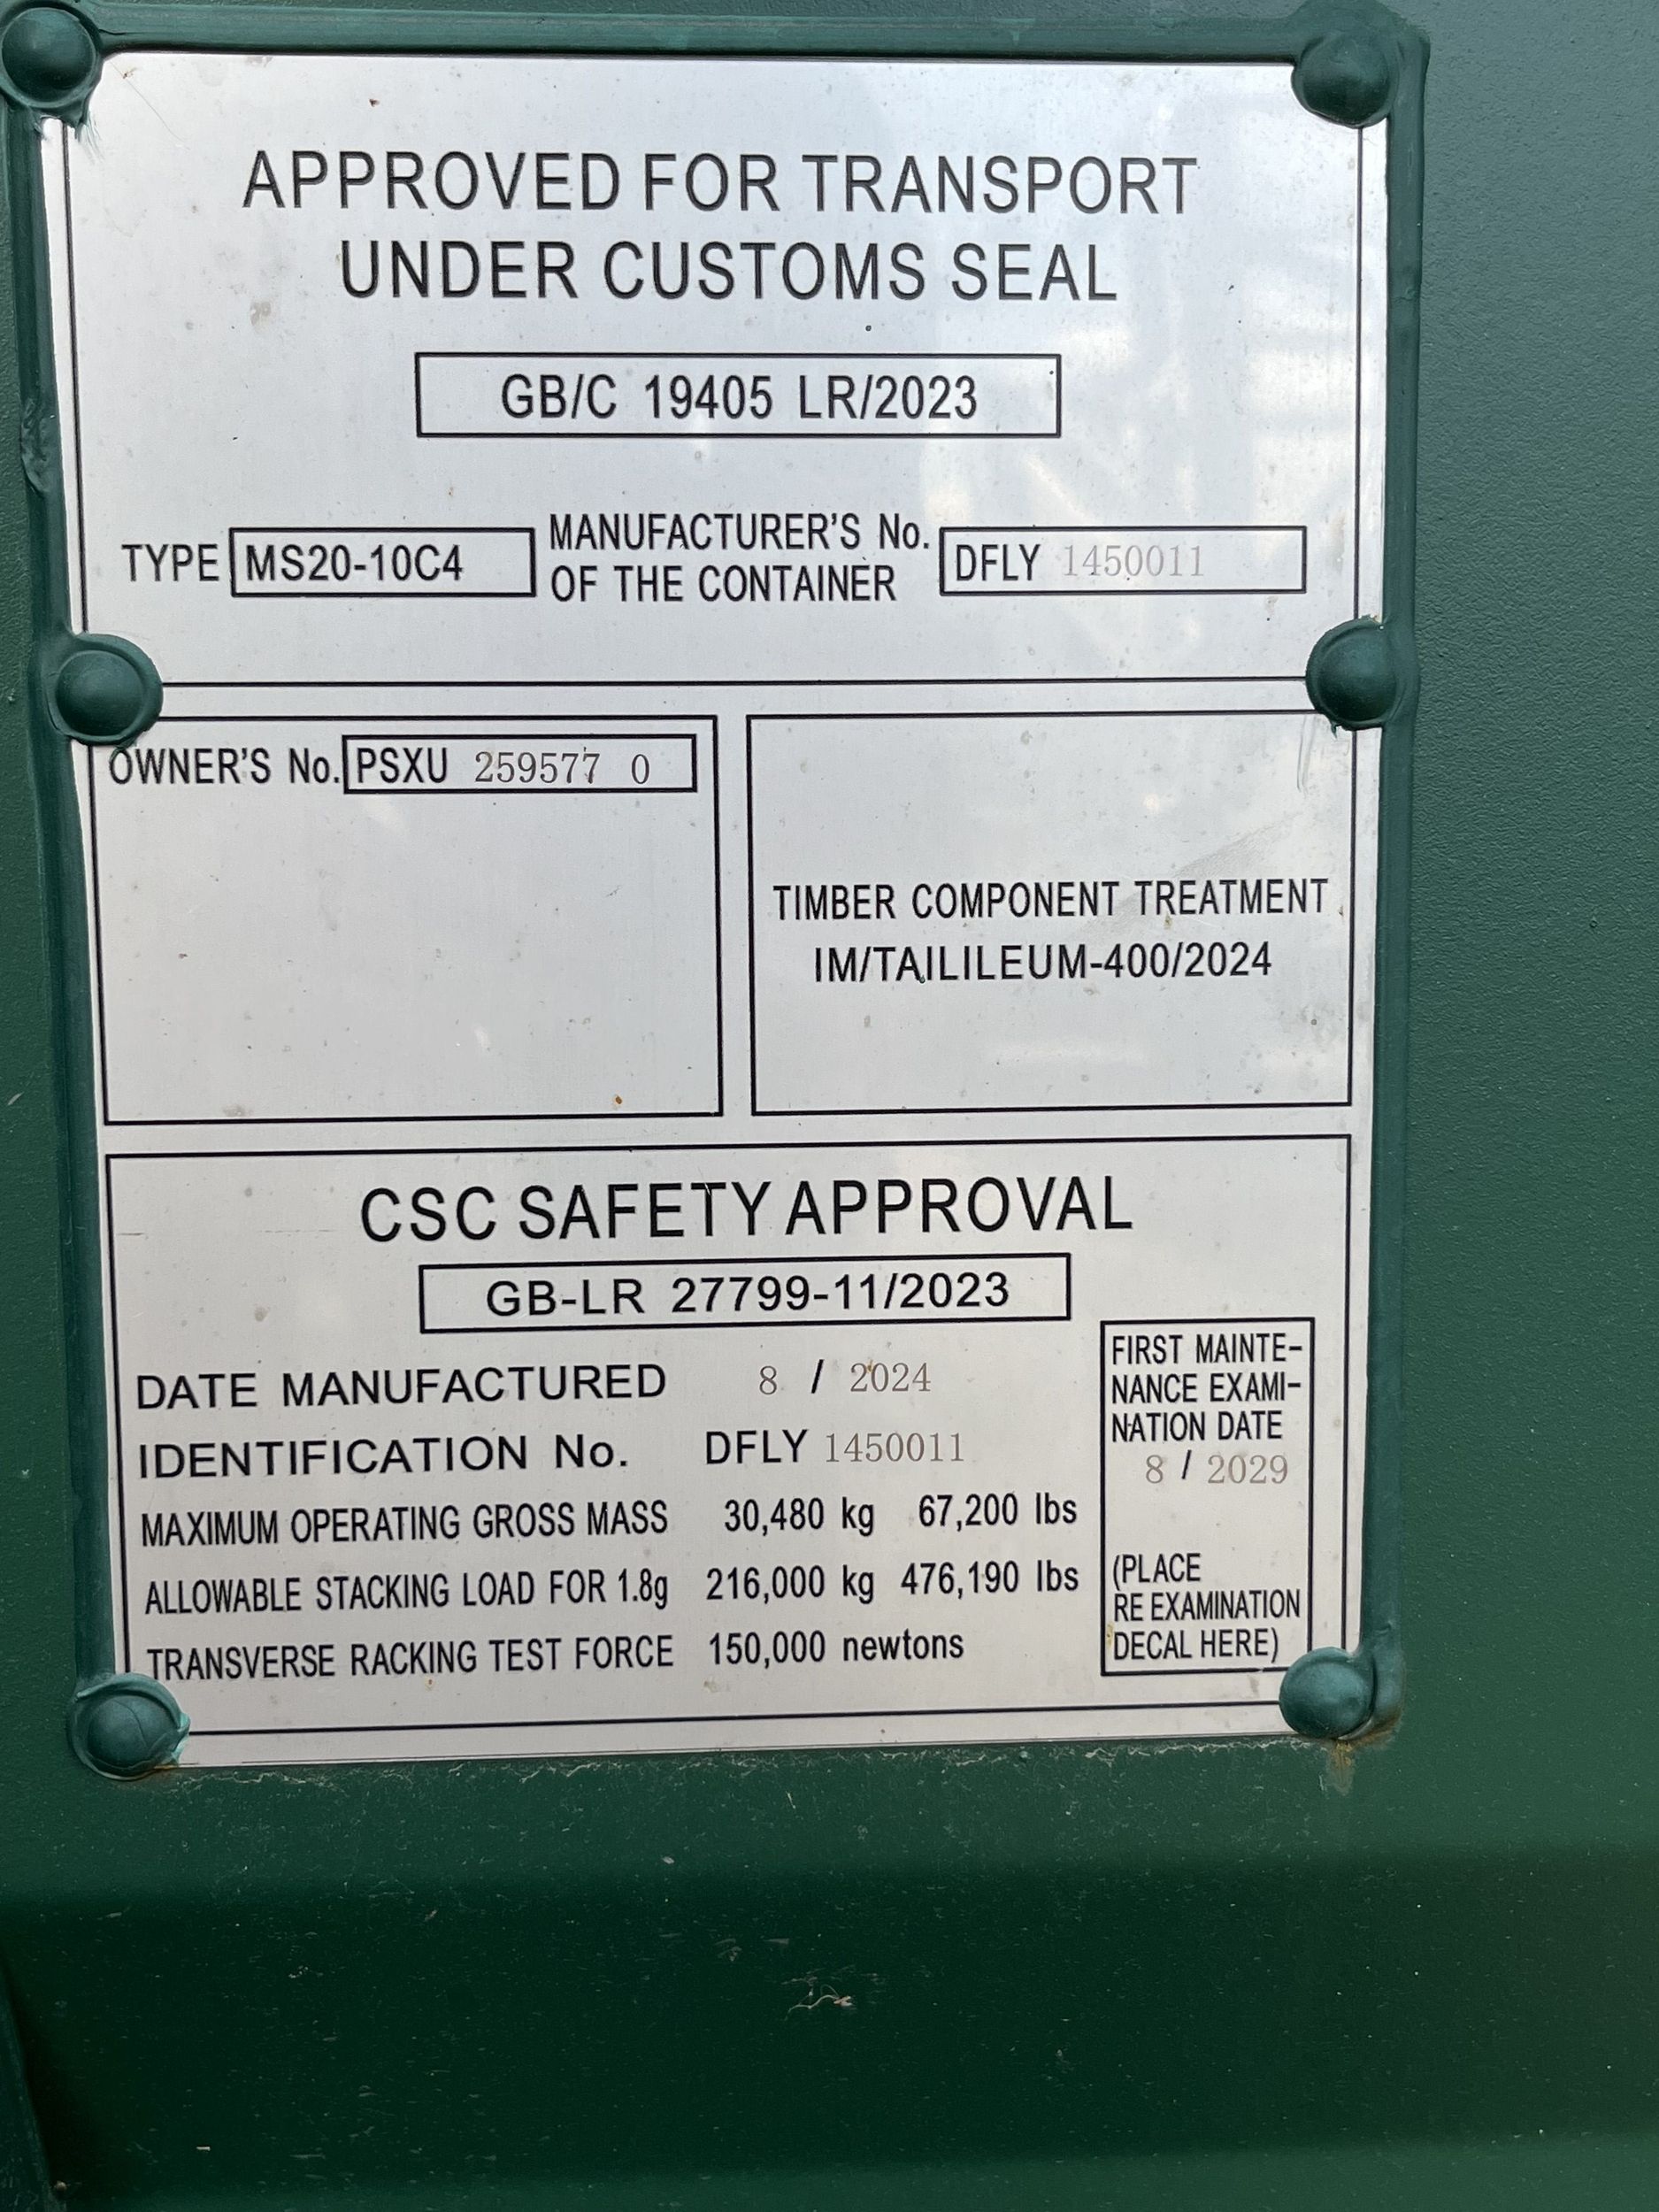 APPROVED FOR TRANSPORT
UNDER CUSTOMS SEAL
GB/C 19405 LR/2023
TYPE MS20-10C4
MANUFACTURER'S No.
OF THE CONTAINER
DFLY 1450011
OWNER'S No. PSXU 259577 0
TIMBER COMPONENT TREATMENT
IM/TAILILEUM-400/2024
CSC SAFETY APPROVAL
GB-LR 27799-11/2023
DATE MANUFACTURED 8 / 2024
IDENTIFICATION No. DFLY 1450011
MAXIMUM OPERATING GROSS MASS 30,480 kg 67,200 lbs
ALLOWABLE STACKING LOAD FOR 1.8g 216,000 kg 476,190 lbs
TRANSVERSE RACKING TEST FORCE 150,000 newtons
FIRST MAINTE-
NANCE EXAMI-
NATION DATE
8 / 2029
(PLACE
RE EXAMINATION
DECAL HERE)